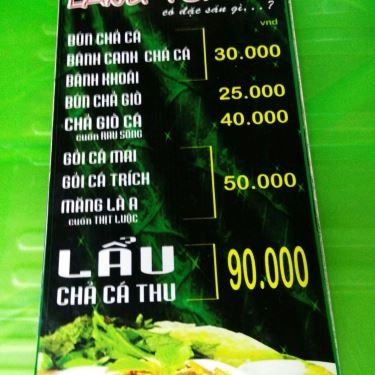 có đặc sản gì...?
vnđ
BÚN CHẢ CÁ
BÁNH CANH CHẢ CÁ
BÁNH KHOÁI
30.000
BÚN CHẢ GIÒ
25.000
CHẢ GIÒ CÁ
40.000
CUỐN RAU SỐNG
GỎI CÁ MAI
GỎI CÁ TRÍCH
MĂNG LÀ A
CUỐN THỊT LUỘC
50.000
LẨU
CHẢ CÁ THU
90.000